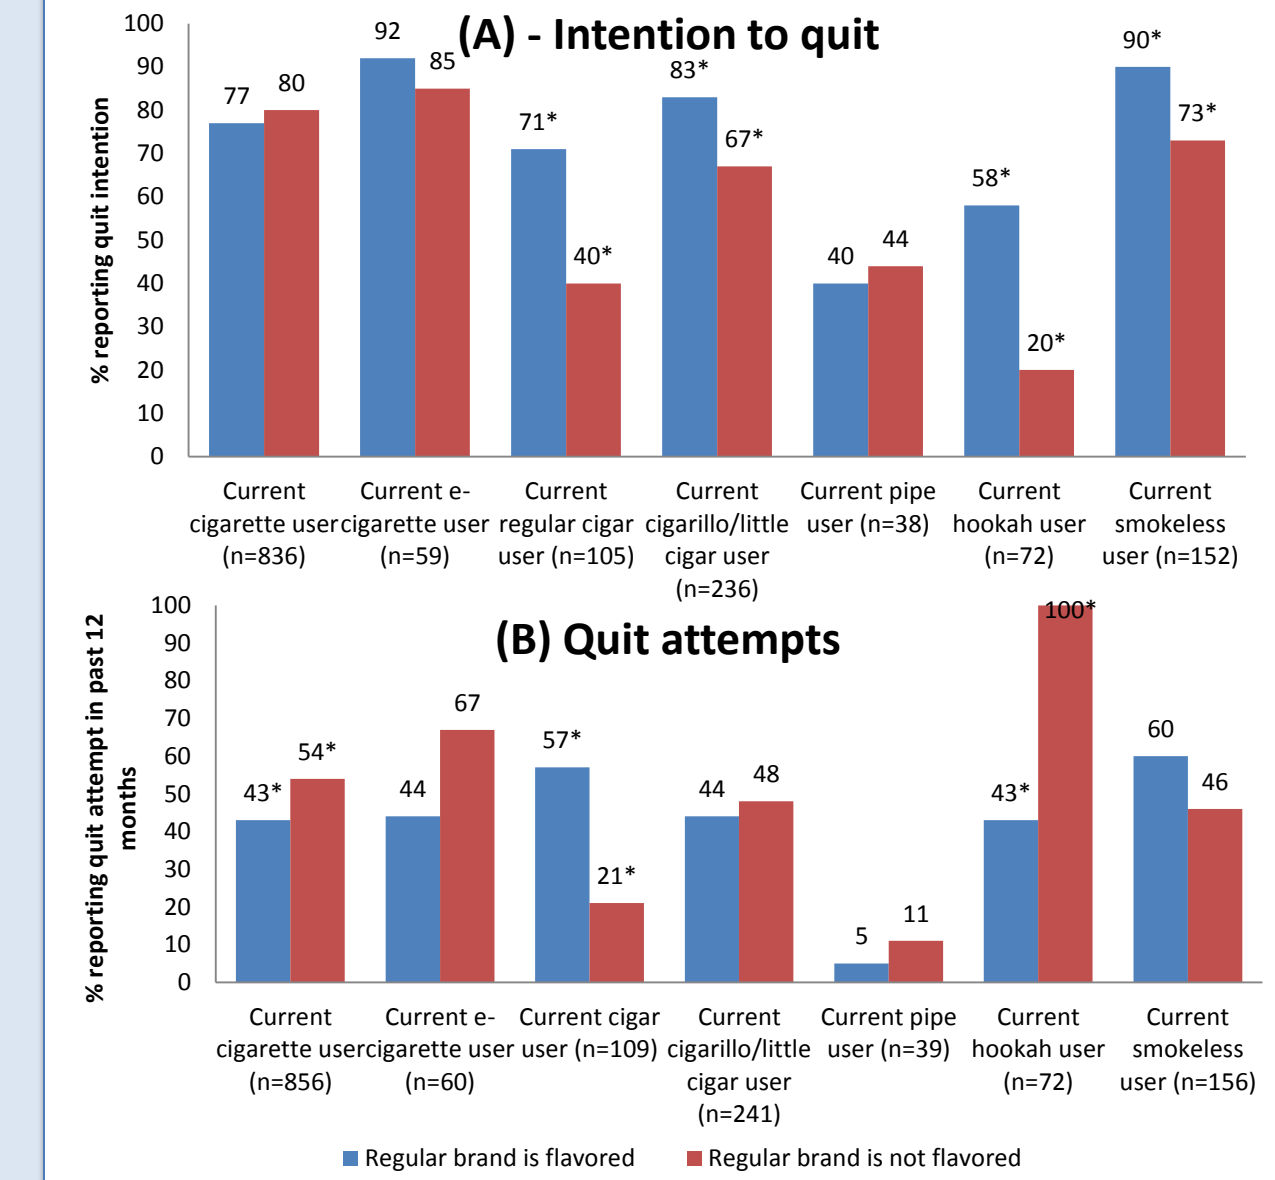 (A) - Intention to quit
% reporting quit intention
100
90
80
70
60
50
40
30
20
10
0
77
80
92
85
71*
40*
83*
67*
40
44
58*
20*
90*
73*
Current
cigarette user
(n=836)
Current e-
cigarette user
(n=59)
Current
regular cigar
user (n=105)
Current
cigarillo/little
cigar user
(n=236)
Current pipe
user (n=38)
Current
hookah user
(n=72)
Current
smokeless
user (n=152)
(B) Quit attempts
% reporting quit attempt in past 12
months
100
90
80
70
60
50
40
30
20
10
0
43*
54*
44
67
57*
21*
44
48
5
11
43*
100*
60
46
Current
cigarette user
(n=856)
Current e-
cigarette user
(n=60)
Current cigar
user (n=109)
Current
cigarillo/little
cigar user
(n=241)
Current pipe
user (n=39)
Current
hookah user
(n=72)
Current
smokeless
user (n=156)
Regular brand is flavored
Regular brand is not flavored